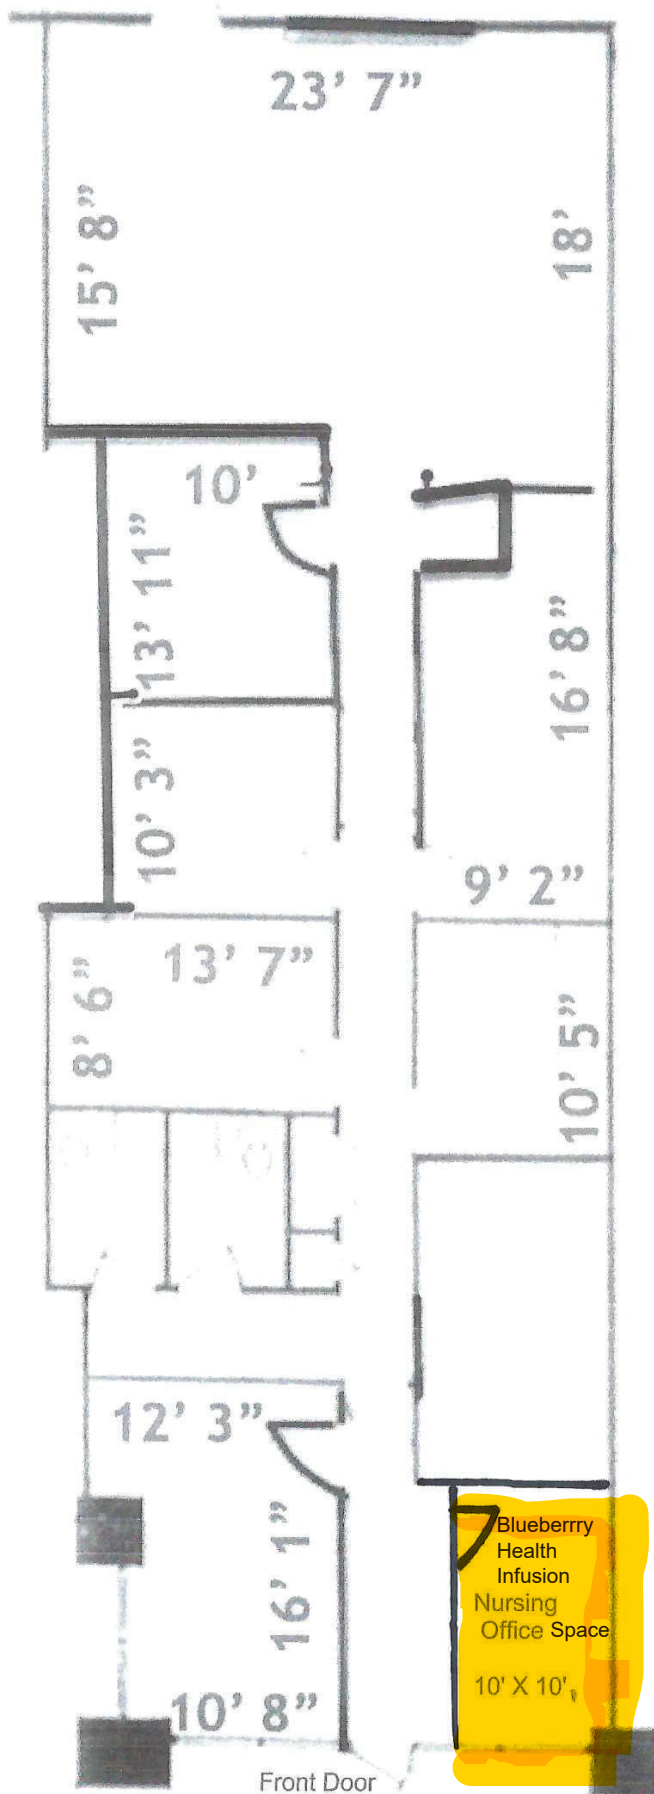 23' 7”
15' 8”
18'
10'
13' 11”
16' 8”
10' 3”
9' 2”
13' 7”
8' 6”
10' 5”
12' 3”
16' 1”
Blueberrry
Health
Infusion
Nursing
Office Space
10' X 10'
10' 8”
Front Door